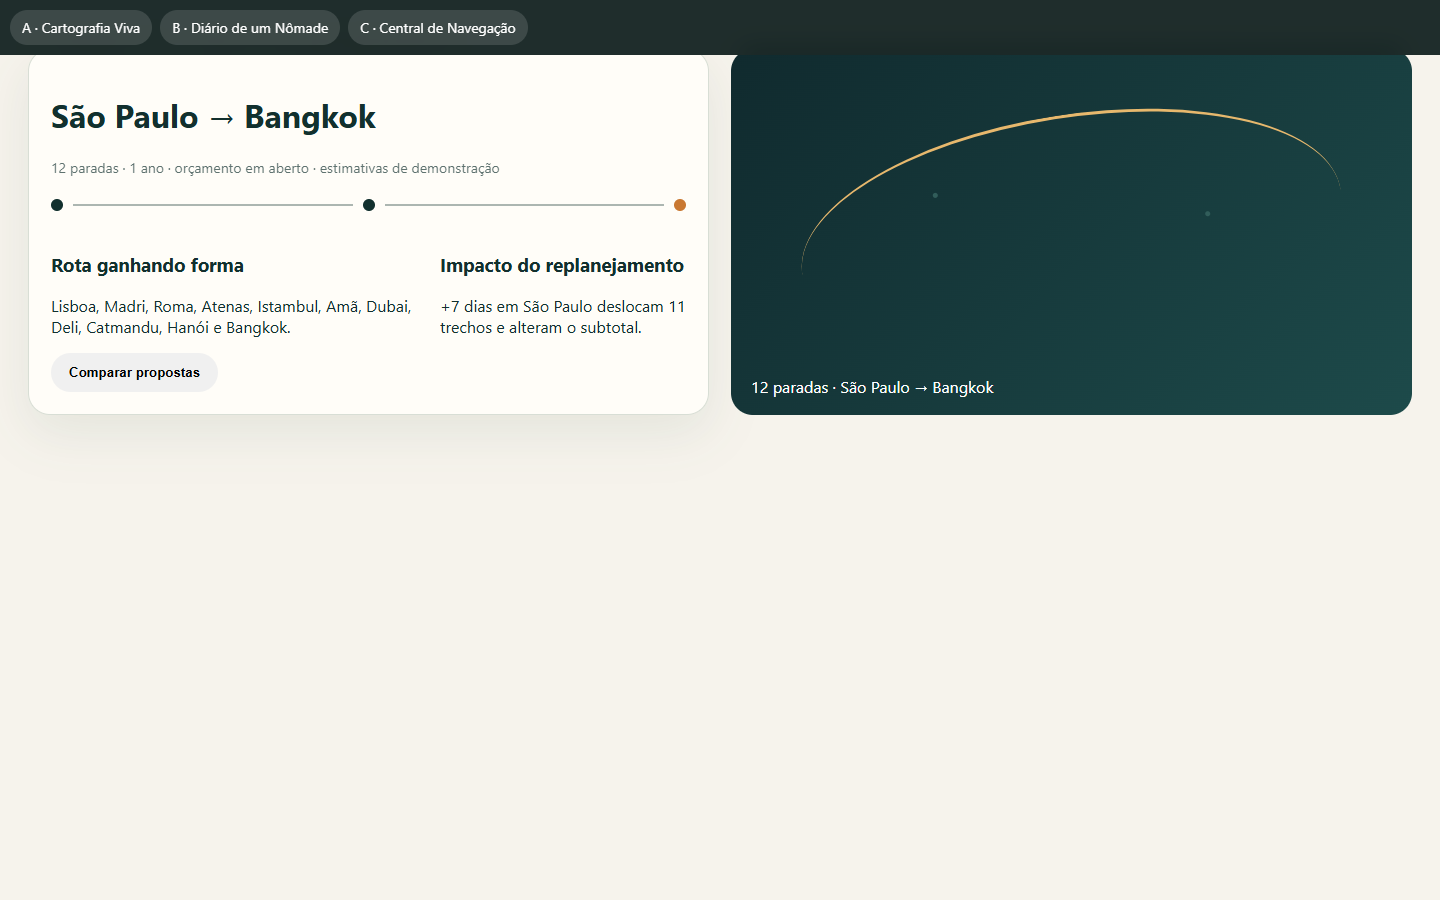 A · Cartografia Viva
B · Diário de um Nômade
C · Central de Navegação
São Paulo → Bangkok
12 paradas · 1 ano · orçamento em aberto · estimativas de demonstração
Rota ganhando forma
Lisboa, Madri, Roma, Atenas, Istambul, Amã, Dubai,
Deli, Catmandu, Hanói e Bangkok.
Comparar propostas
Impacto do replanejamento
+7 dias em São Paulo deslocam 11
trechos e alteram o subtotal.
12 paradas · São Paulo → Bangkok